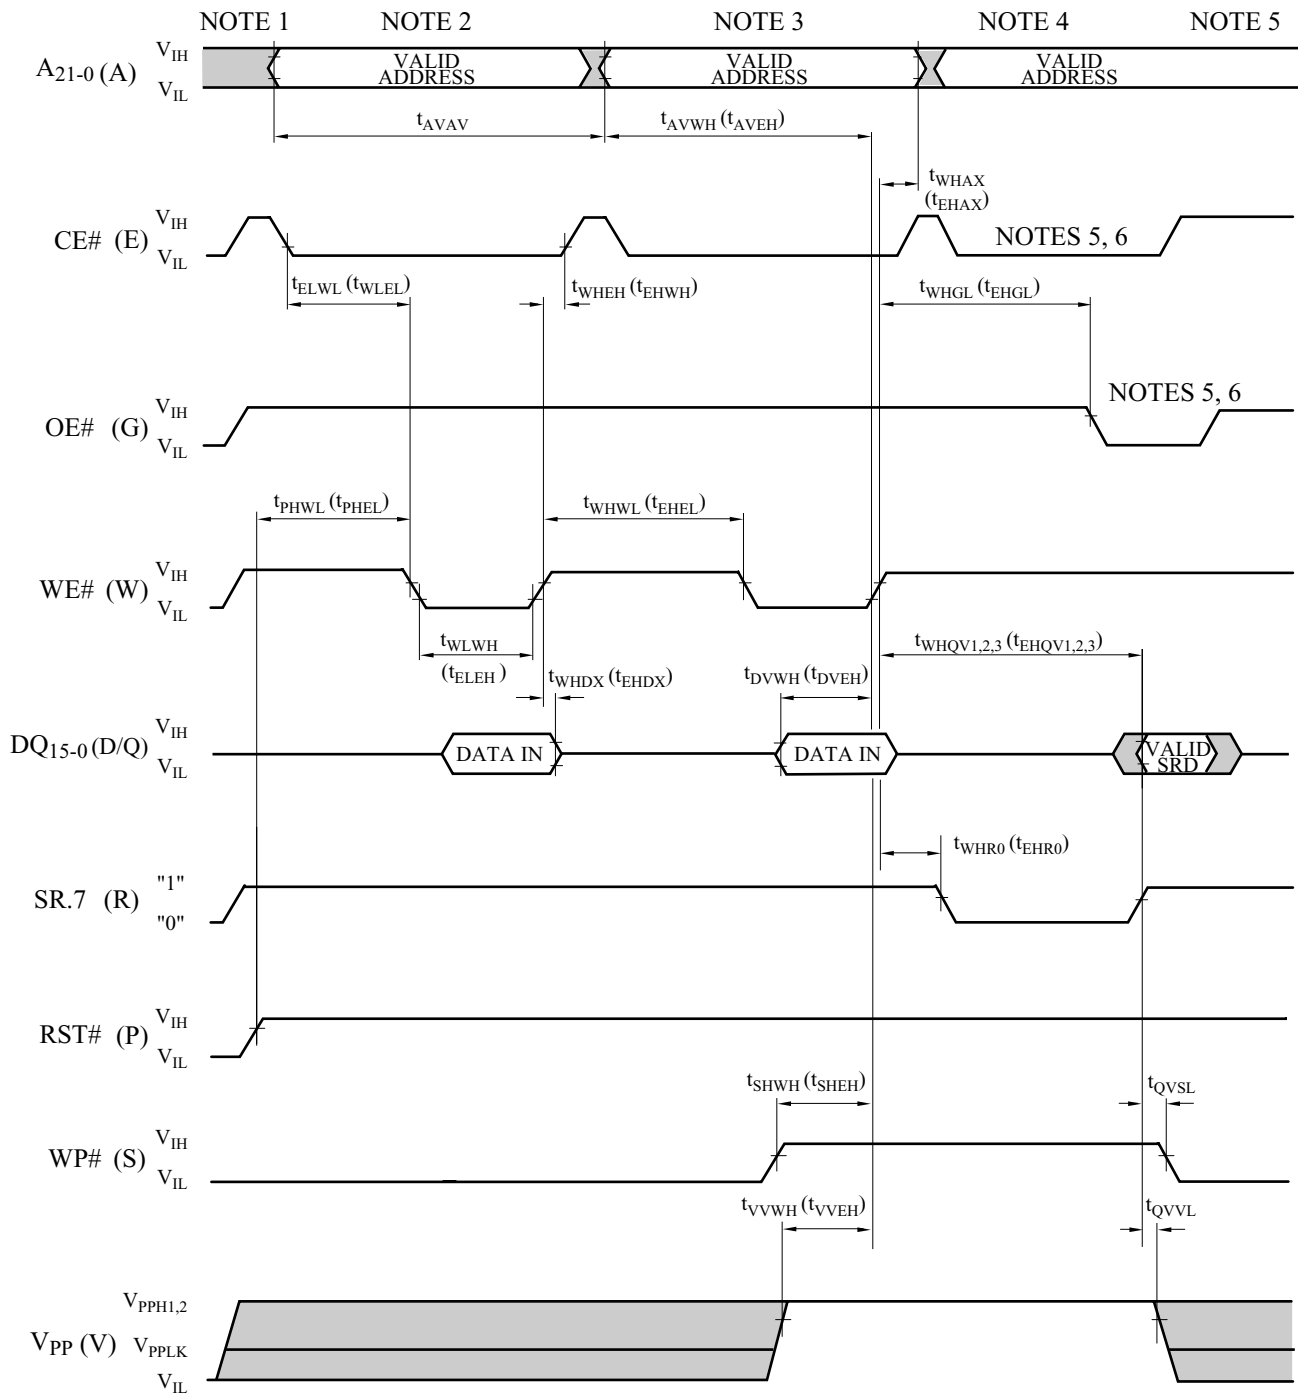 NOTE 1 NOTE 2 NOTE 3 NOTE 4 NOTE 5
A21-0 (A) VIH VIL VALID ADDRESS VALID ADDRESS VALID ADDRESS
tAVAV tAVWH (tAVEH)
tWHAX
(tEHAX)
CE# (E) VIH VIL NOTES 5, 6
tELWL (tWLEL) tWHEH (tEHWH) tWHGL (tEHGL)
OE# (G) VIH VIL NOTES 5, 6
tPHWL (tPHEL) tWHWL (tEHEL)
WE# (W) VIH VIL
tWLWH
(tELEH)
tWHDX (tEHDX) tDVWH (tDVEH) tWHQV1,2,3 (tEHQV1,2,3)
DQ15-0 (D/Q) VIH VIL DATA IN DATA IN VALID SRD
tWHR0 (tEHR0)
SR.7 (R) "1" "0"
RST# (P) VIH VIL
tSHWH (tSHEH) tQVSL
WP# (S) VIH VIL
tVVWH (tVVEH) tQVVL
VPP (V) VPPH1,2 VPPLK VIL